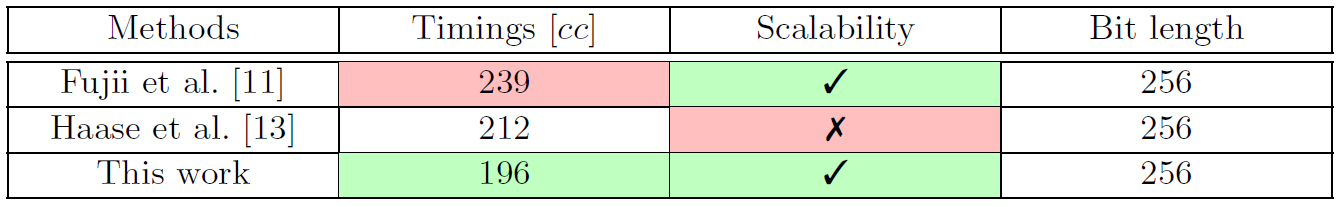 Methods Timings [cc] Scalability Bit length
Fujii et al. [11] 239 ✓ 256
Haase et al. [13] 212 ✗ 256
This work 196 ✓ 256